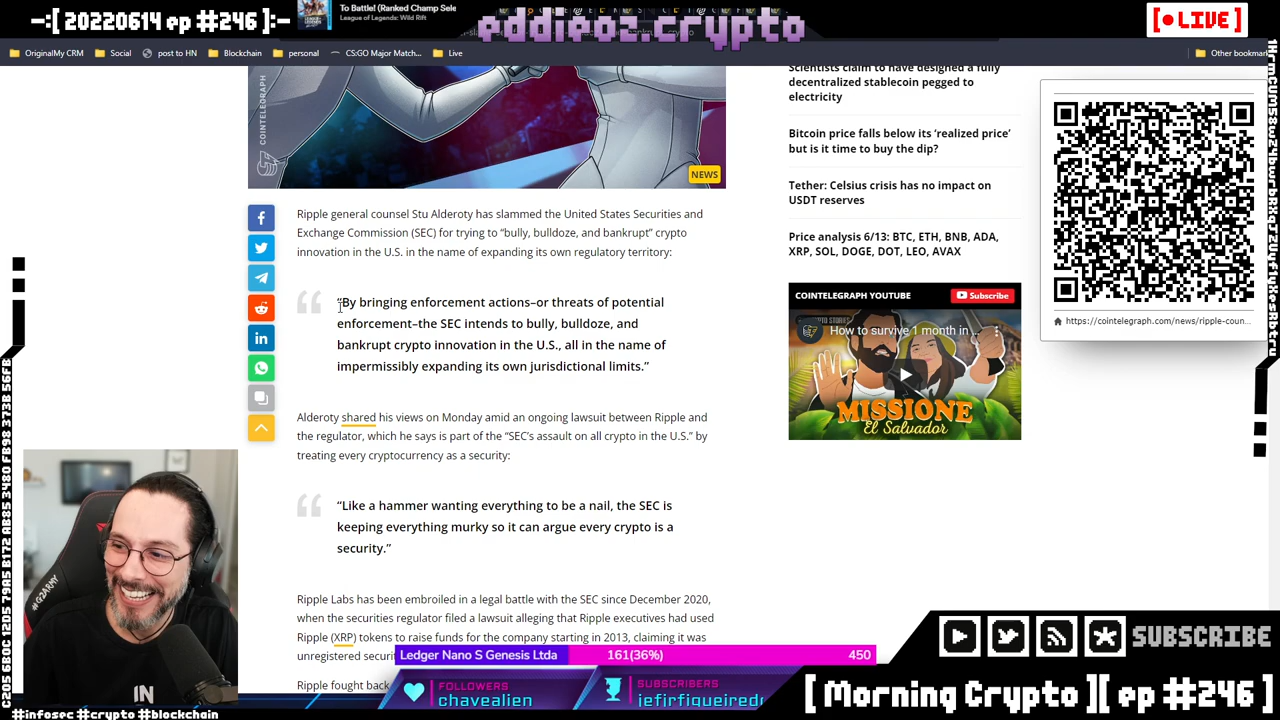 -:[ 20220614 ep #246 ]:-
To Battle! (Ranked Champ Sele
League of Legends: Wild Rift
eddieoz.crypto
[ LIVE ]
OriginalMy CRM
Social
post to HN
Blockchain
personal
CS:GO Major Match...
Live
Other bookmar
COINTELEGRAPH
NEWS
Ripple general counsel Stu Alderoty has slammed the United States Securities and
Exchange Commission (SEC) for trying to “bully, bulldoze, and bankrupt” crypto
innovation in the U.S. in the name of expanding its own regulatory territory:
“By bringing enforcement actions–or threats of potential
enforcement–the SEC intends to bully, bulldoze, and
bankrupt crypto innovation in the U.S., all in the name of
impermissibly expanding its own jurisdictional limits.”
Alderoty shared his views on Monday amid an ongoing lawsuit between Ripple and
the regulator, which he says is part of the “SEC’s assault on all crypto in the U.S.” by
treating every cryptocurrency as a security:
“Like a hammer wanting everything to be a nail, the SEC is
keeping everything murky so it can argue every crypto is a
security.”
Ripple Labs has been embroiled in a legal battle with the SEC since December 2020,
when the securities regulator filed a lawsuit alleging that Ripple executives had used
Ripple (XRP) tokens to raise funds for the company starting in 2013, claiming it was
unregistered securi
Ripple fought back
Scientists claim to have designed a fully
decentralized stablecoin pegged to
electricity
Bitcoin price falls below its ‘realized price’
but is it time to buy the dip?
Tether: Celsius crisis has no impact on
USDT reserves
Price analysis 6/13: BTC, ETH, BNB, ADA,
XRP, SOL, DOGE, DOT, LEO, AVAX
COINTELEGRAPH YOUTUBE
Subscribe
How to survive 1 month in ...
MISSIONE
El Salvador
https://cointelegraph.com/news/ripple-coun...
#G2ARMY
IN
Ledger Nano S Genesis Ltda
161(36%)
450
FOLLOWERS
chavealien
SUBSCRIBERS
jefjrfigueired
SUBSCRIBE
[ Morning Crypto ][ ep #246 ]
#infosec #crypto #blockchain